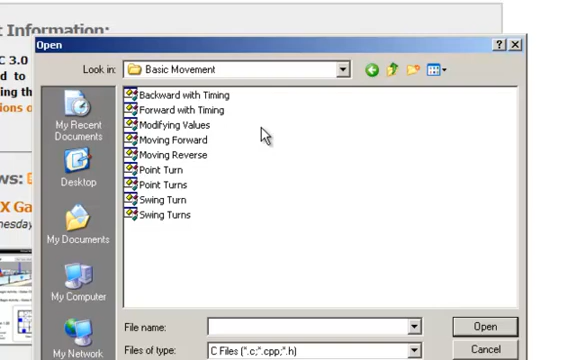 t Information:
Open
C 3.0
d to
ing the
ions o
Look in:
Basic Movement
My Recent
Documents
Desktop
My Documents
My Computer
My Network
Backward with Timing
Forward with Timing
Modifying Values
Moving Forward
Moving Reverse
Point Turn
Point Turns
Swing Turn
Swing Turns
ws:
X Ga
nesday
File name:
Open
Files of type:
C Files (*.c;*.cpp;*.h)
Cancel